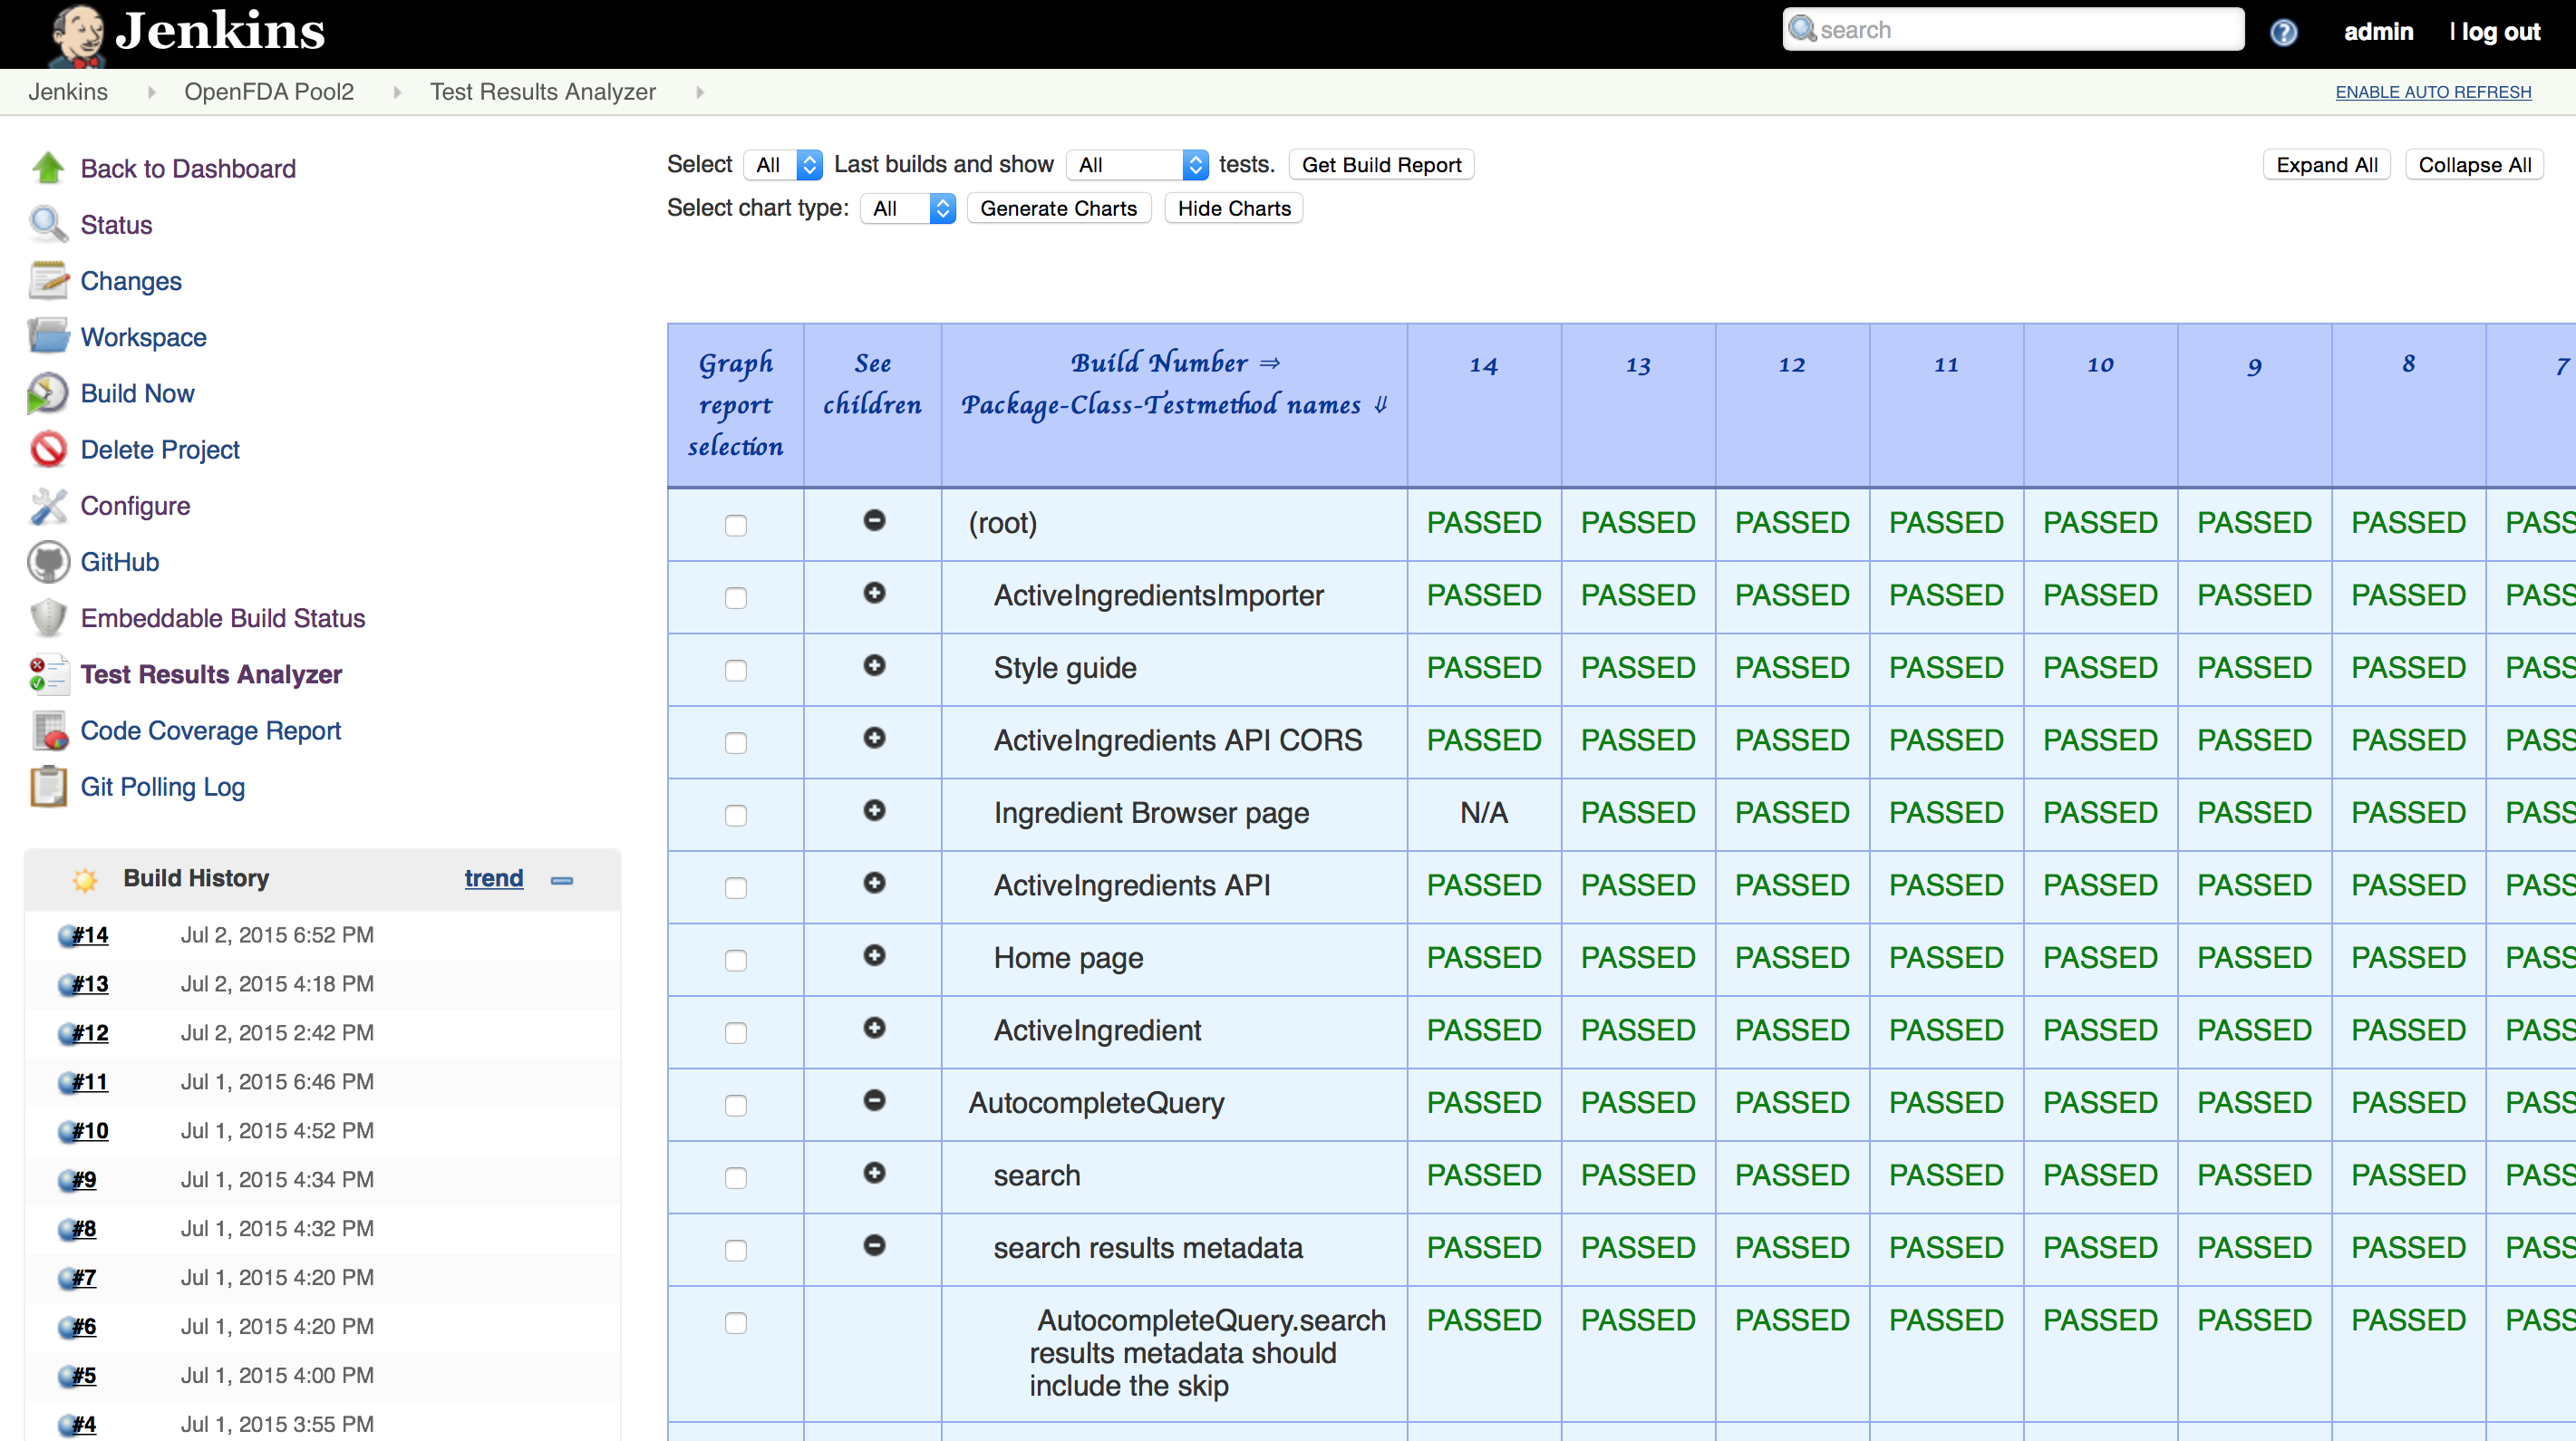 Jenkins
search
admin
| log out
Jenkins
OpenFDA Pool2
Test Results Analyzer
ENABLE AUTO REFRESH
Back to Dashboard
Status
Changes
Workspace
Build Now
Delete Project
Configure
GitHub
Embeddable Build Status
Test Results Analyzer
Code Coverage Report
Git Polling Log
Build History trend
#14 Jul 2, 2015 6:52 PM
#13 Jul 2, 2015 4:18 PM
#12 Jul 2, 2015 2:42 PM
#11 Jul 1, 2015 6:46 PM
#10 Jul 1, 2015 4:52 PM
#9 Jul 1, 2015 4:34 PM
#8 Jul 1, 2015 4:32 PM
#7 Jul 1, 2015 4:20 PM
#6 Jul 1, 2015 4:20 PM
#5 Jul 1, 2015 4:00 PM
#4 Jul 1, 2015 3:55 PM
Select All Last builds and show All tests. Get Build Report
Expand All Collapse All
Select chart type: All Generate Charts Hide Charts
Graph
report
selection
See
children
Build Number ⇒
Package-Class-Testmethod names ⇓
14 13 12 11 10 9 8 7
(root) PASSED PASSED PASSED PASSED PASSED PASSED PASSED PASS
ActiveIngredientsImporter PASSED PASSED PASSED PASSED PASSED PASSED PASSED PASS
Style guide PASSED PASSED PASSED PASSED PASSED PASSED PASSED PASS
ActiveIngredients API CORS PASSED PASSED PASSED PASSED PASSED PASSED PASSED PASS
Ingredient Browser page N/A PASSED PASSED PASSED PASSED PASSED PASSED PASS
ActiveIngredients API PASSED PASSED PASSED PASSED PASSED PASSED PASSED PASS
Home page PASSED PASSED PASSED PASSED PASSED PASSED PASSED PASS
ActiveIngredient PASSED PASSED PASSED PASSED PASSED PASSED PASSED PASS
AutocompleteQuery PASSED PASSED PASSED PASSED PASSED PASSED PASSED PASS
search PASSED PASSED PASSED PASSED PASSED PASSED PASSED PASS
search results metadata PASSED PASSED PASSED PASSED PASSED PASSED PASSED PASS
AutocompleteQuery.search PASSED PASSED PASSED PASSED PASSED PASSED PASSED PASS
results metadata should
include the skip